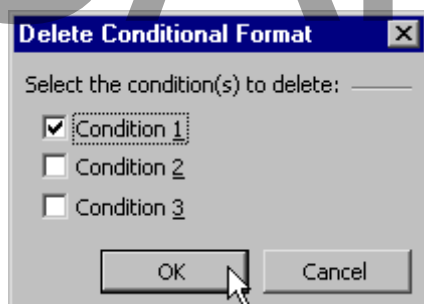 Delete Conditional Format
Select the condition(s) to delete:
Condition 1
Condition 2
Condition 3
OK Cancel